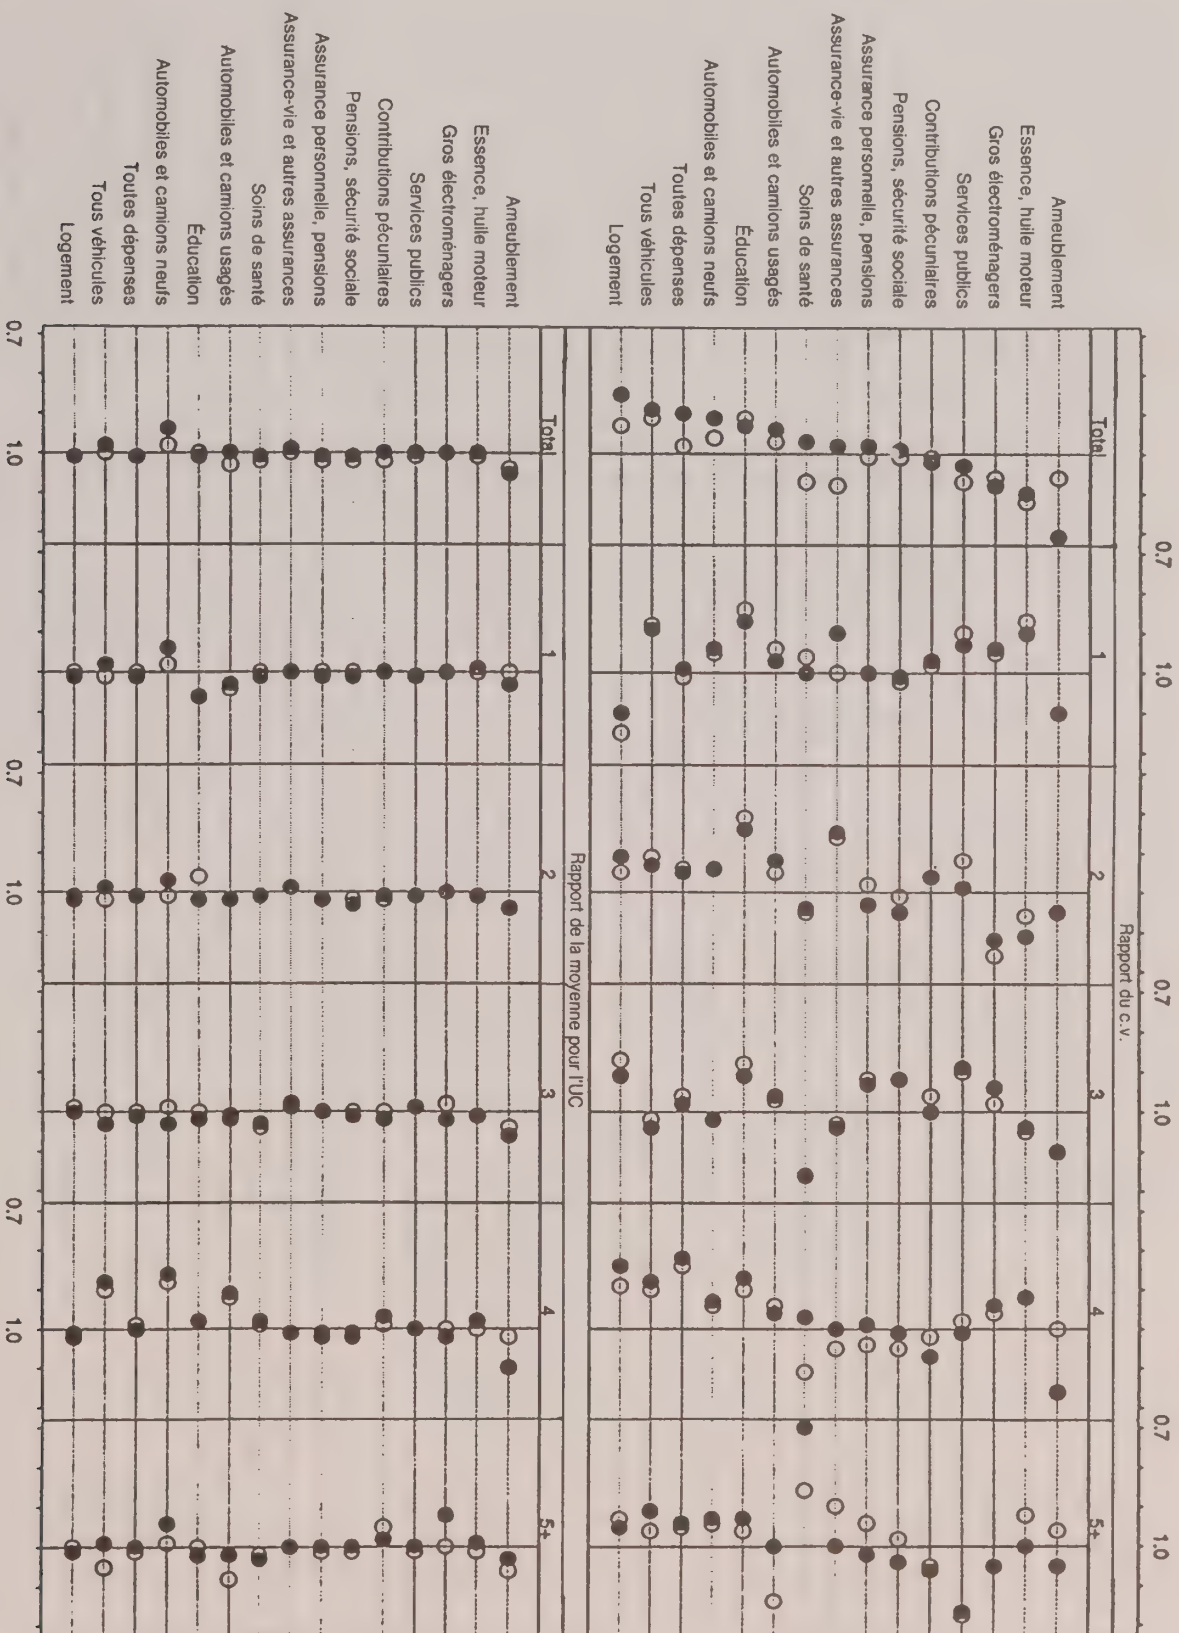 0.7 1.0 0.7 1.0 0.7 1.0
Rapport du c.v.
Total 1 2 3 4 5+
Ameublement
Essence, huile moteur
Gros électroménagers
Services publics
Contributions pécuniaires
Pensions, sécurité sociale
Assurance personnelle, pensions
Assurance-vie et autres assurances
Soins de santé
Automobiles et camions usagés
Éducation
Automobiles et camions neufs
Toutes dépenses
Tous véhicules
Logement
Rapport de la moyenne pour l'UC
Total 1 2 3 4 5+
Ameublement
Essence, huile moteur
Gros électroménagers
Services publics
Contributions pécuniaires
Pensions, sécurité sociale
Assurance personnelle, pensions
Assurance-vie et autres assurances
Soins de santé
Automobiles et camions usagés
Éducation
Automobiles et camions neufs
Toutes dépenses
Tous véhicules
Logement
0.7 1.0 0.7 1.0 0.7 1.0